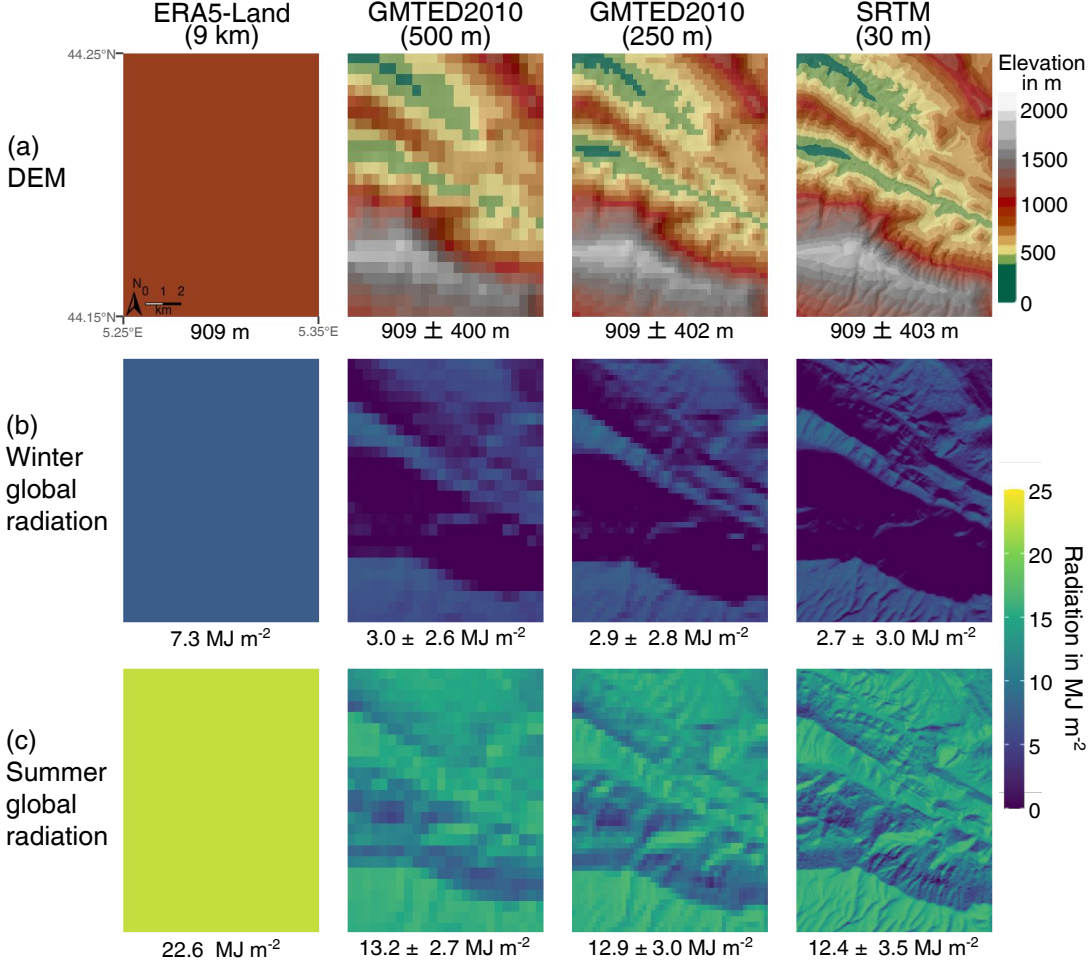 ERA5-Land
(9 km)
GMTED2010
(500 m)
GMTED2010
(250 m)
SRTM
(30 m)
44.25°N
(a)
DEM
N
0 1 2
km
44.15°N
5.25°E
5.35°E
909 m
909 ± 400 m
909 ± 402 m
909 ± 403 m
Elevation
in m
2000
1500
1000
500
0
(b)
Winter
global
radiation
7.3 MJ m-2
3.0 ± 2.6 MJ m-2
2.9 ± 2.8 MJ m-2
2.7 ± 3.0 MJ m-2
(c)
Summer
global
radiation
22.6 MJ m-2
13.2 ± 2.7 MJ m-2
12.9 ± 3.0 MJ m-2
12.4 ± 3.5 MJ m-2
25
20
15
10
5
0
Radiation in MJ m-2